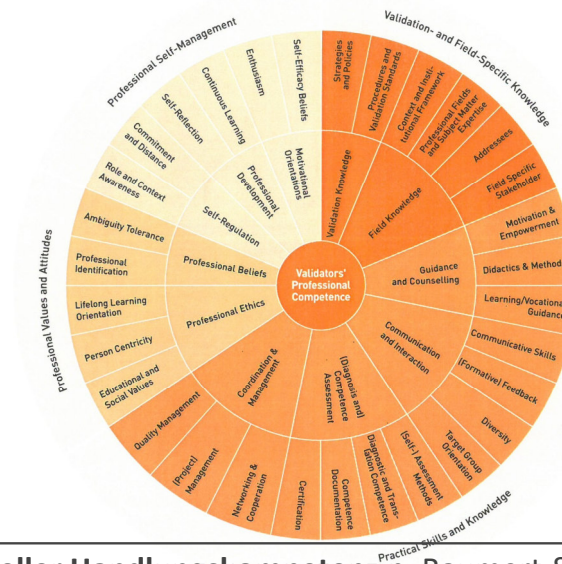 Professional Self-Management
Validation- and Field-Specific Knowledge
Professional Values and Attitudes
Practical Skills and Knowledge
Validators'
Professional
Competence
Validation Knowledge
Field Knowledge
Guidance
and Counselling
Communication
and Interaction
(Diagnosis and)
Competence
Assessment
Coordination &
Management
Professional Ethics
Professional Beliefs
Self-Regulation
Professional
Development
Motivational
Orientations
Strategies
and Policies
Procedures and
Validation Standards
Context and Insti-
tutional Framework
Professional Fields
and Subject Matter
Expertise
Addressees
Field Specific
Stakeholder
Motivation &
Empowerment
Didactics & Method
Learning/Vocationa
Guidanc
Communicative Skills
(Formative) Feedback
Diversity
Target Group
Orientation
(Self-) Assessment
Methods
Diagnostic and Trans-
lation Competence
Competence
Documentation
Certification
Networking &
Cooperation
(Project)
Management
Quality Management
Educational and
Social Values
Person Centricity
Lifelong Learning
Orientation
Professional
Identification
Ambiguity Tolerance
Role and Context
Awareness
Commitment
and Distance
Self-Reflection
Continuous Learning
Enthusiasm
Self-Efficacy Beliefs